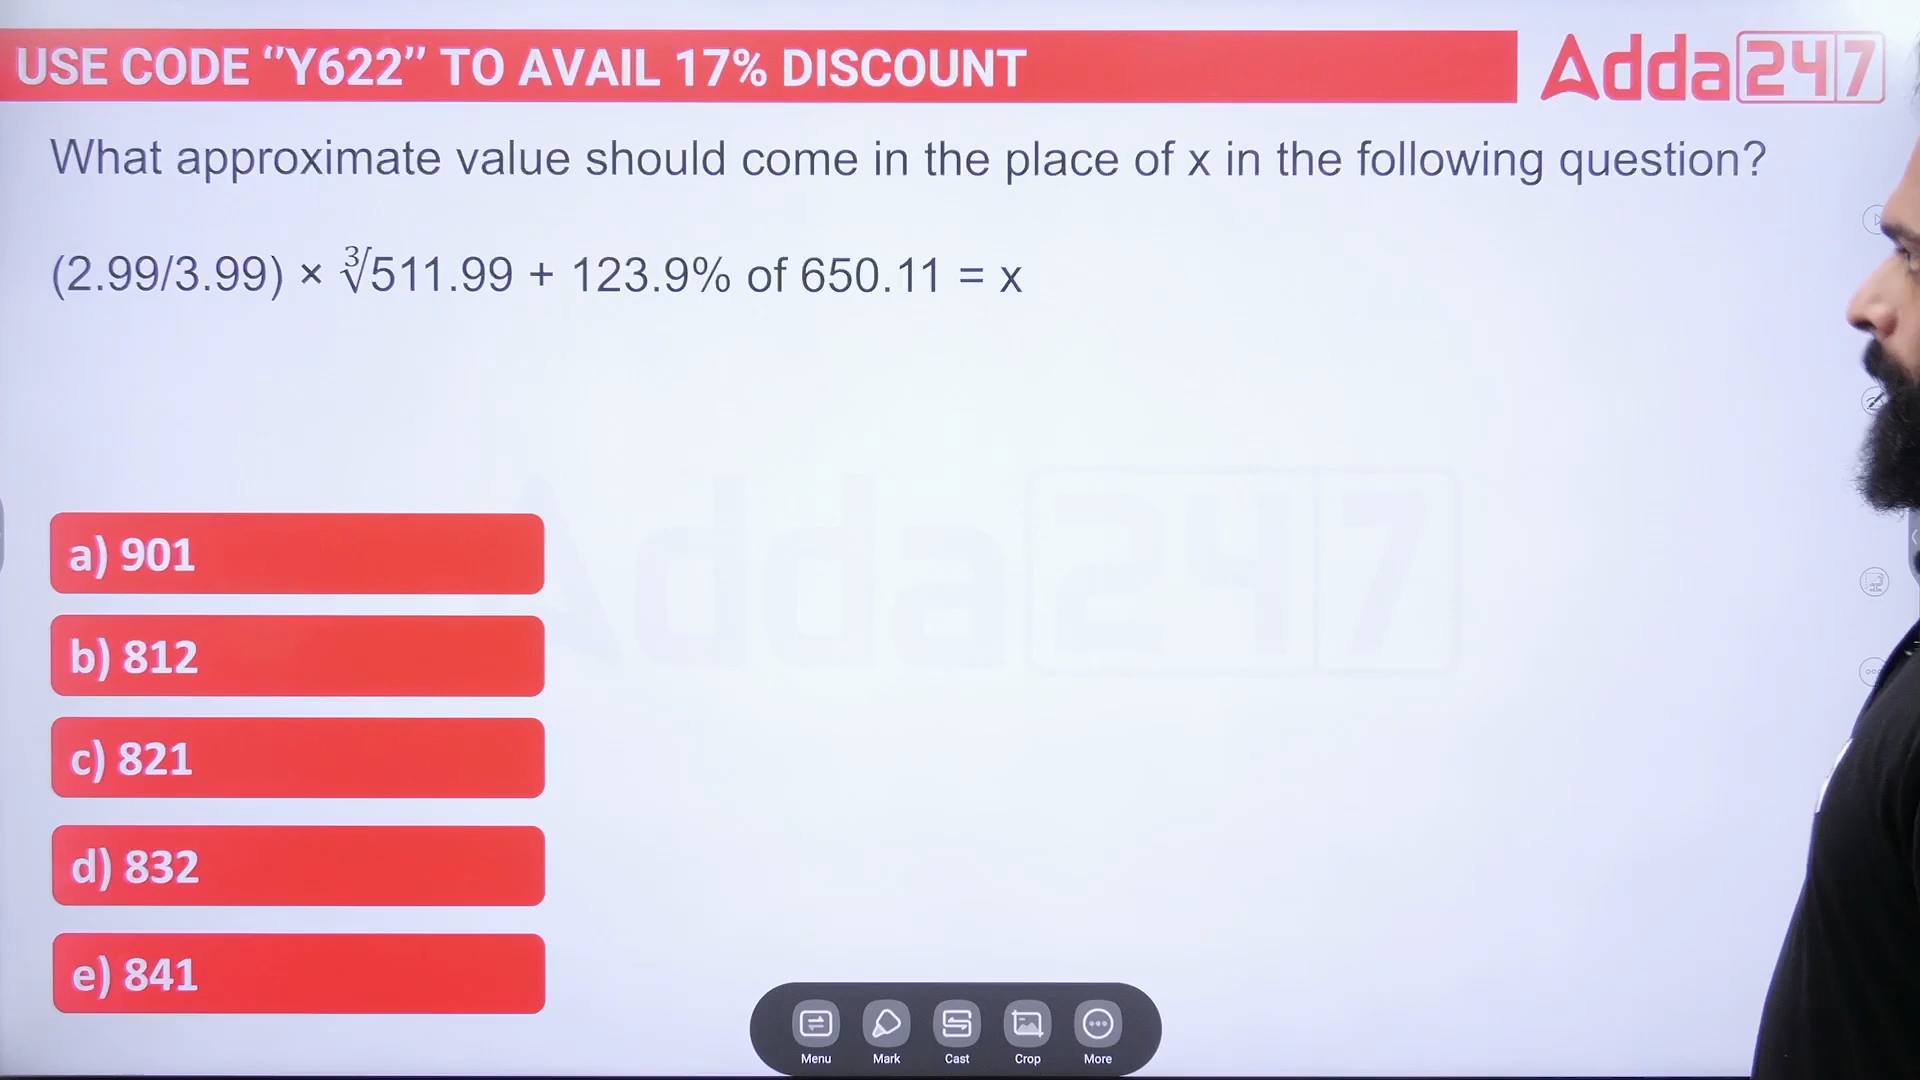 USE CODE “Y622” TO AVAIL 17% DISCOUNT
Adda247
What approximate value should come in the place of x in the following question?
(2.99/3.99) × ∛511.99 + 123.9% of 650.11 = x
Adda247
a) 901
b) 812
c) 821
d) 832
e) 841
Menu Mark Cast Crop More